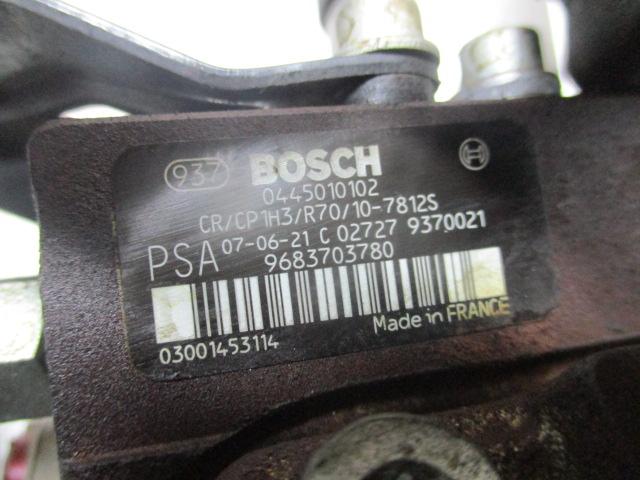 937 BOSCH
0445010102
CR/CP1H3/R70/10-7812S
PSA 07-06-21 C 02727 9370021
9683703780
Made in FRANCE
03001453114